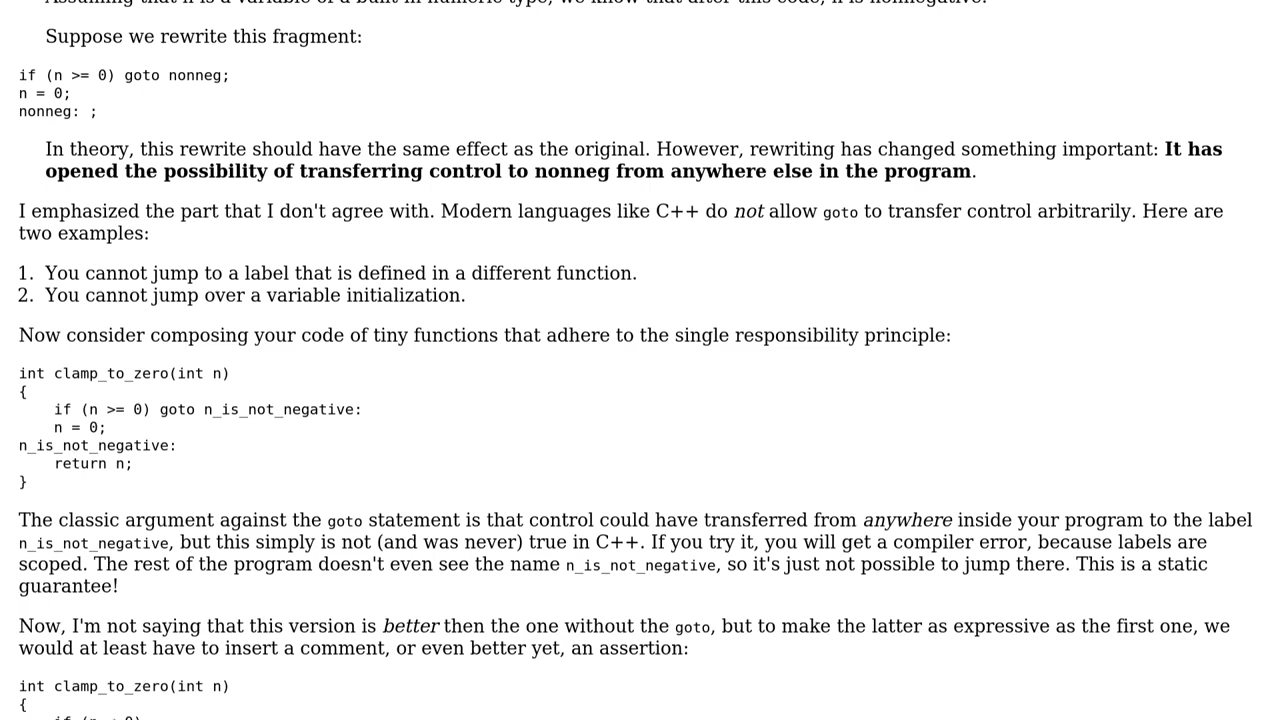 Suppose we rewrite this fragment:
if (n >= 0) goto nonneg;
n = 0;
nonneg: ;
In theory, this rewrite should have the same effect as the original. However, rewriting has changed something important: It has
opened the possibility of transferring control to nonneg from anywhere else in the program.
I emphasized the part that I don't agree with. Modern languages like C++ do not allow goto to transfer control arbitrarily. Here are
two examples:
1. You cannot jump to a label that is defined in a different function.
2. You cannot jump over a variable initialization.
Now consider composing your code of tiny functions that adhere to the single responsibility principle:
int clamp_to_zero(int n)
{
    if (n >= 0) goto n_is_not_negative:
    n = 0;
n_is_not_negative:
    return n;
}
The classic argument against the goto statement is that control could have transferred from anywhere inside your program to the label
n_is_not_negative, but this simply is not (and was never) true in C++. If you try it, you will get a compiler error, because labels are
scoped. The rest of the program doesn't even see the name n_is_not_negative, so it's just not possible to jump there. This is a static
guarantee!
Now, I'm not saying that this version is better then the one without the goto, but to make the latter as expressive as the first one, we
would at least have to insert a comment, or even better yet, an assertion:
int clamp_to_zero(int n)
{